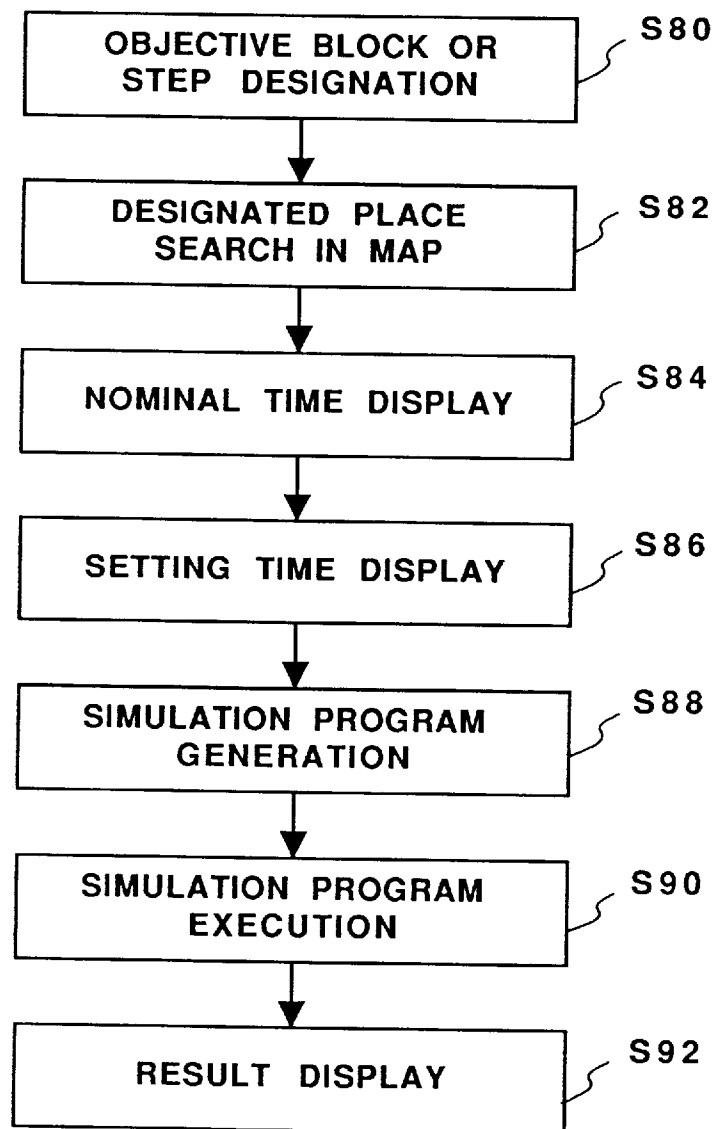 OBJECTIVE BLOCK OR
STEP DESIGNATION
S80
DESIGNATED PLACE
SEARCH IN MAP
S82
NOMINAL TIME DISPLAY
S84
SETTING TIME DISPLAY
S86
SIMULATION PROGRAM
GENERATION
S88
SIMULATION PROGRAM
EXECUTION
S90
RESULT DISPLAY
S92